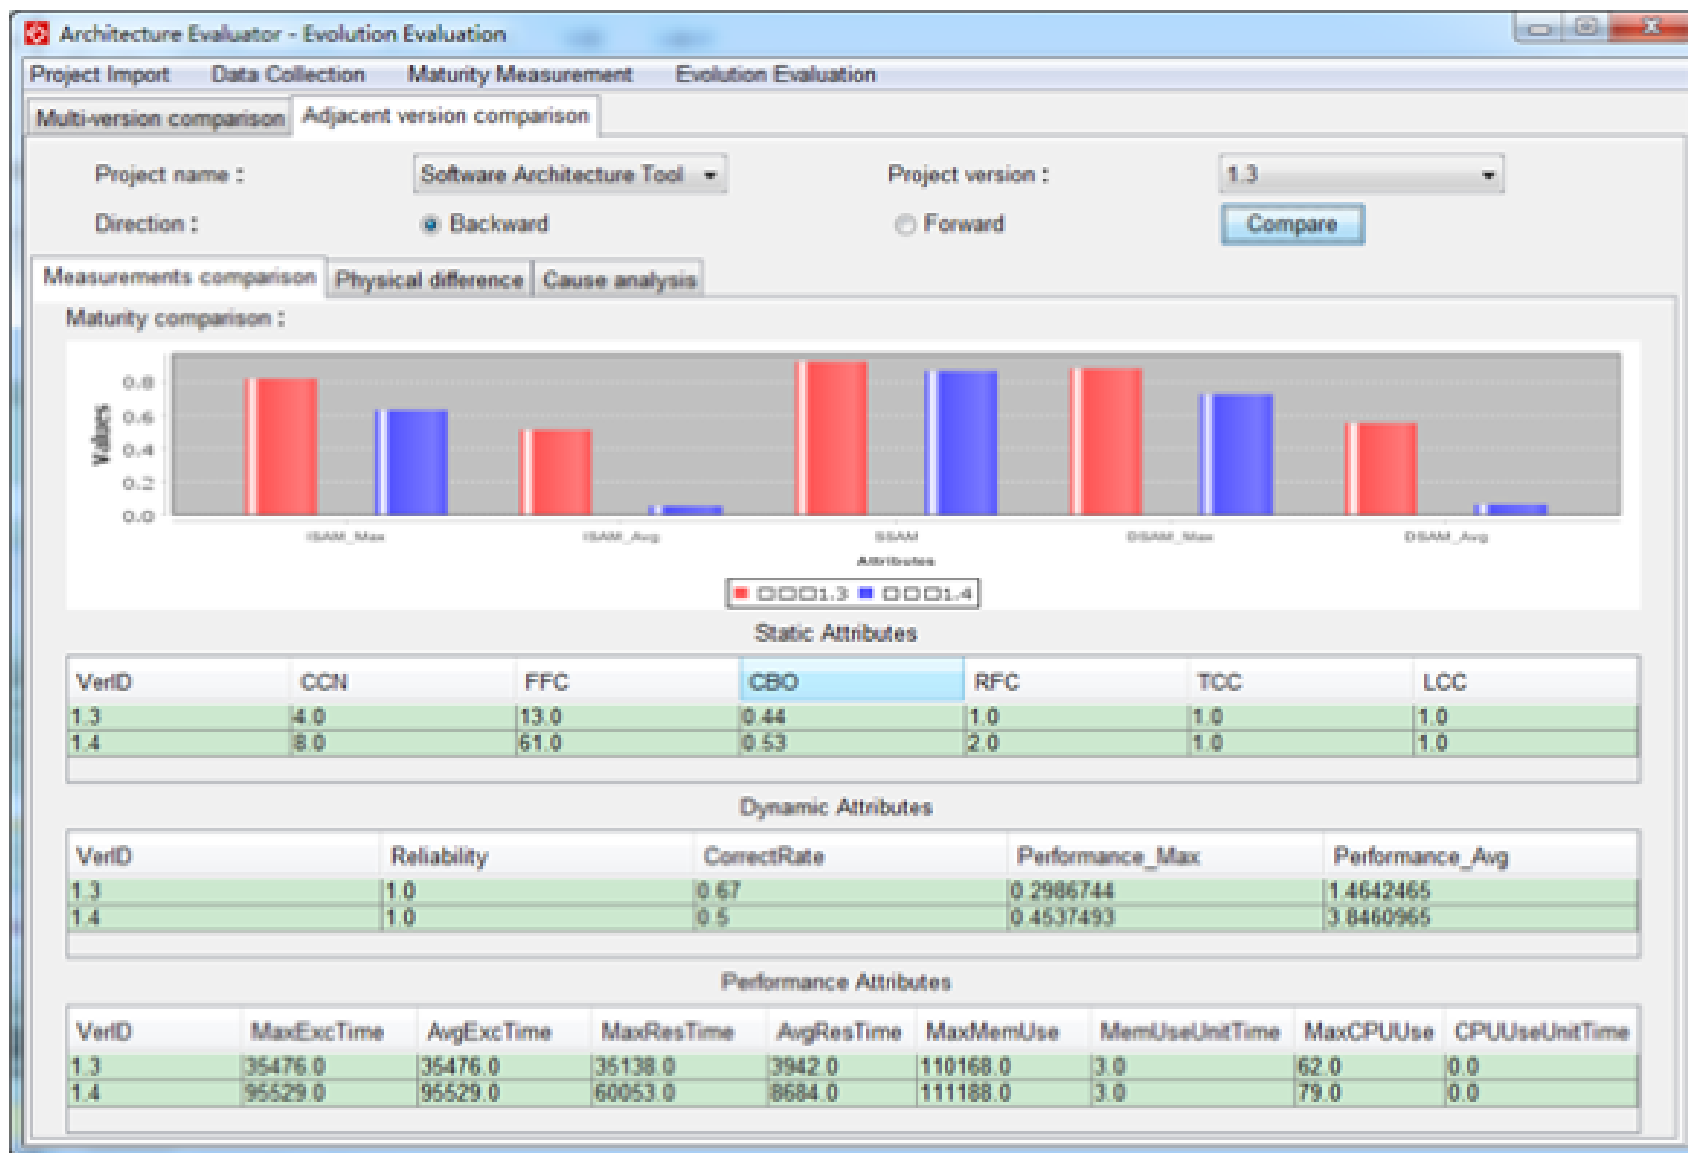 Architecture Evaluator - Evolution Evaluation
Project Import Data Collection Maturity Measurement Evolution Evaluation
Multi-version comparison Adjacent version comparison
Project name : Software Architecture Tool Project version : 1.3
Direction : Backward Forward Compare
Measurements comparison Physical difference Cause analysis
Maturity comparison :
0.8
0.6
0.4
0.2
0.0
Values
ISAM_Max ISAM_Avg SSAM DSAM_Max DSAM_Avg
Attributes
□□□1.3 □□□1.4
Static Attributes
VerID CCN FFC CBO RFC TCC LCC
1.3 4.0 13.0 0.44 1.0 1.0 1.0
1.4 8.0 61.0 0.53 2.0 1.0 1.0
Dynamic Attributes
VerID Reliability CorrectRate Performance_Max Performance_Avg
1.3 1.0 0.67 0.2986744 1.4642465
1.4 1.0 0.5 0.4537493 3.8460965
Performance Attributes
VerID MaxExcTime AvgExcTime MaxResTime AvgResTime MaxMemUse MemUseUnitTime MaxCPUUse CPUUseUnitTime
1.3 35476.0 35476.0 35138.0 3942.0 110168.0 3.0 62.0 0.0
1.4 95529.0 95529.0 60053.0 8684.0 111188.0 3.0 79.0 0.0